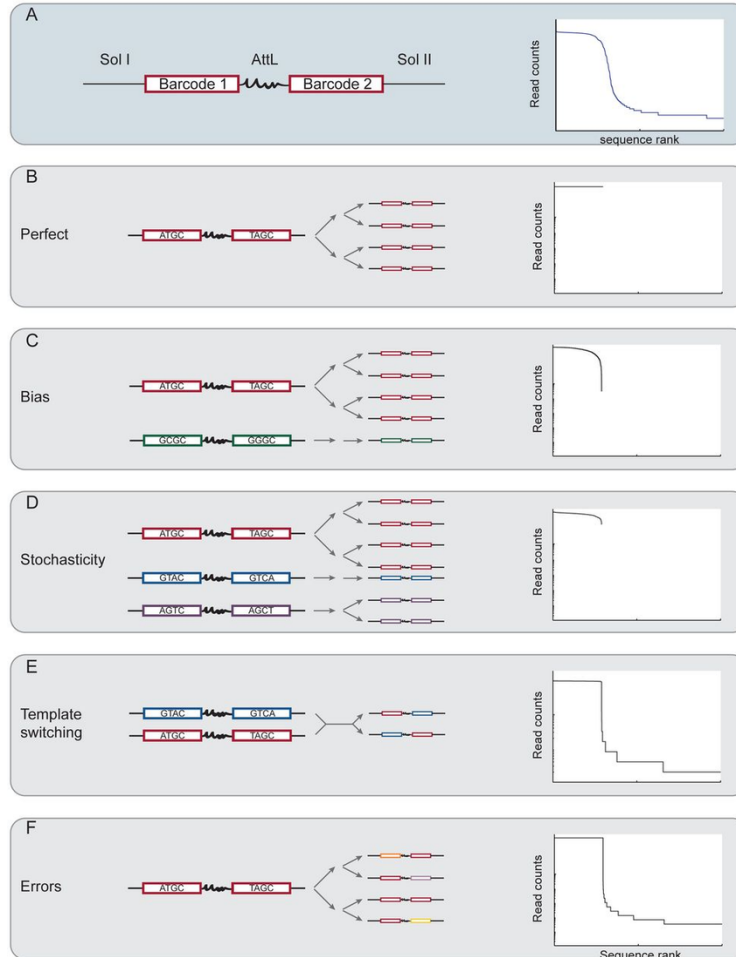 A
Sol I AttL Sol II
Barcode 1 Barcode 2
Read counts
sequence rank
B
Perfect
ATGC TAGC
Read counts
C
Bias
ATGC TAGC
GCGC GGGC
Read counts
D
Stochasticity
ATGC TAGC
GTAC GTCA
AGTC AGCT
Read counts
E
Template
switching
GTAC GTCA
ATGC TAGC
Read counts
F
Errors
ATGC TAGC
Read counts
Sequence rank